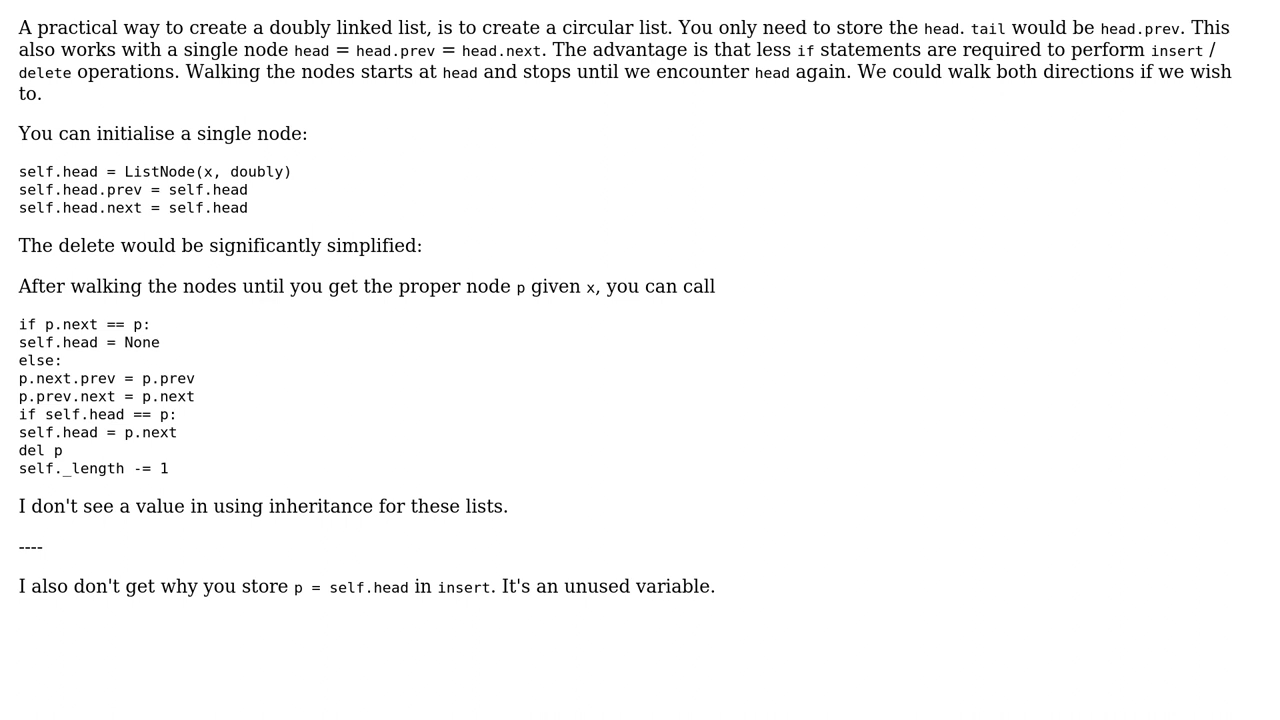 A practical way to create a doubly linked list, is to create a circular list. You only need to store the head. tail would be head.prev. This
also works with a single node head = head.prev = head.next. The advantage is that less if statements are required to perform insert /
delete operations. Walking the nodes starts at head and stops until we encounter head again. We could walk both directions if we wish
to.
You can initialise a single node:
self.head = ListNode(x, doubly)
self.head.prev = self.head
self.head.next = self.head
The delete would be significantly simplified:
After walking the nodes until you get the proper node p given x, you can call
if p.next == p:
self.head = None
else:
p.next.prev = p.prev
p.prev.next = p.next
if self.head == p:
self.head = p.next
del p
self._length -= 1
I don't see a value in using inheritance for these lists.
----
I also don't get why you store p = self.head in insert. It's an unused variable.